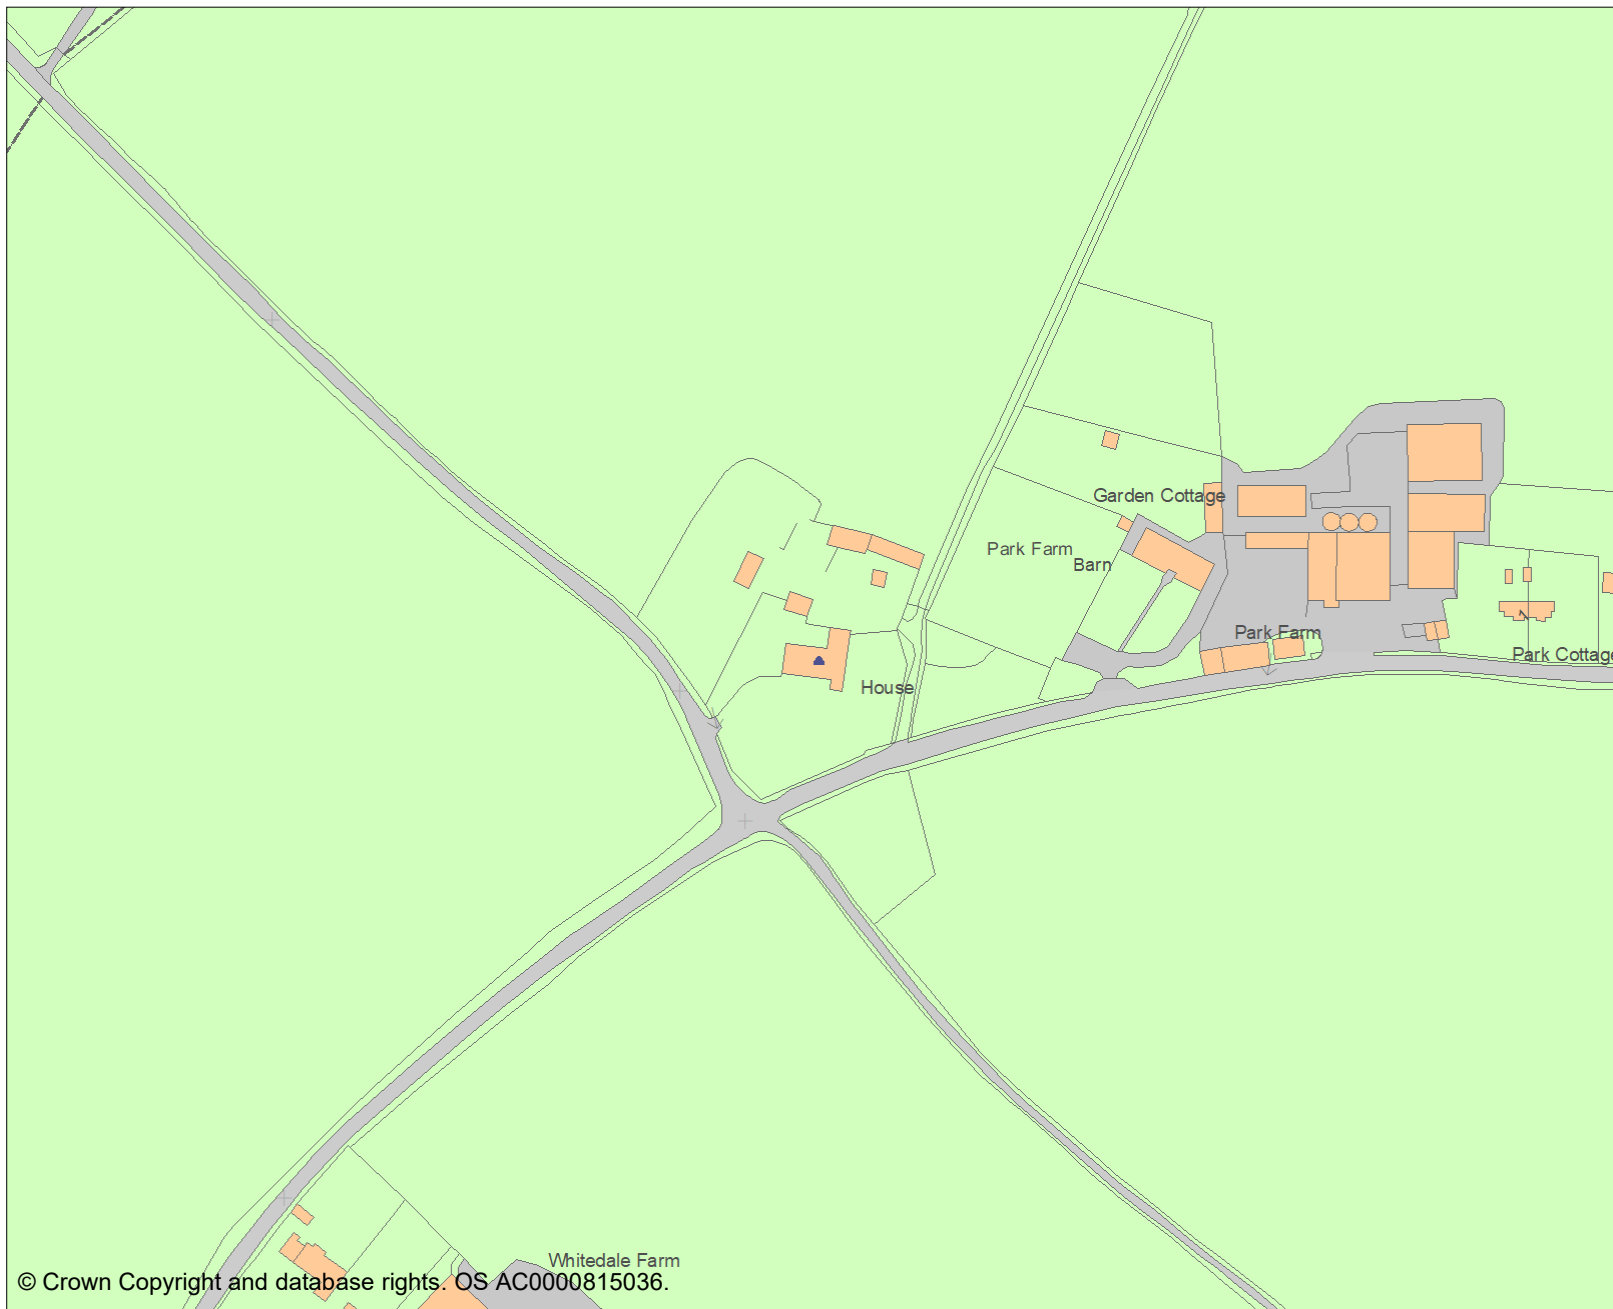 Garden Cottage
Park Farm
Barn
Park Farm
Park Cottage
House
Whitedale Farm
© Crown Copyright and database rights. OS AC0000815036.